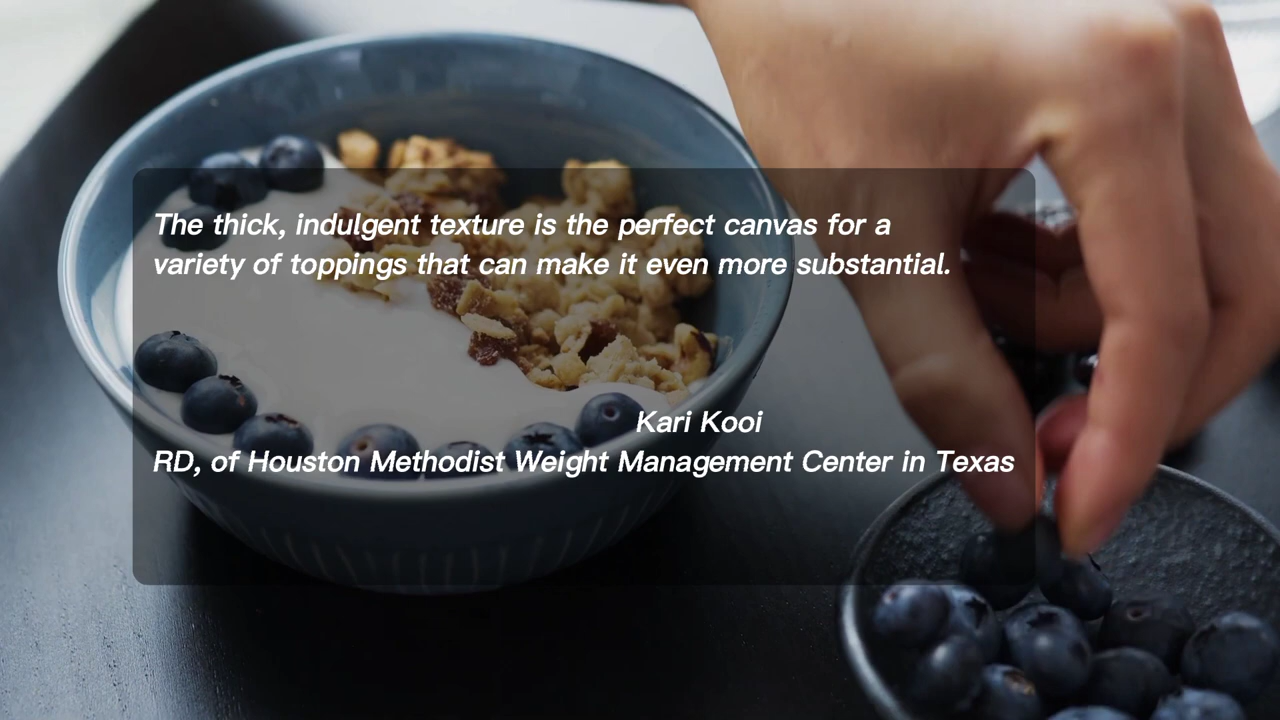 The thick, indulgent texture is the perfect canvas for a
variety of toppings that can make it even more substantial.
Kari Kooi
RD, of Houston Methodist Weight Management Center in Texas